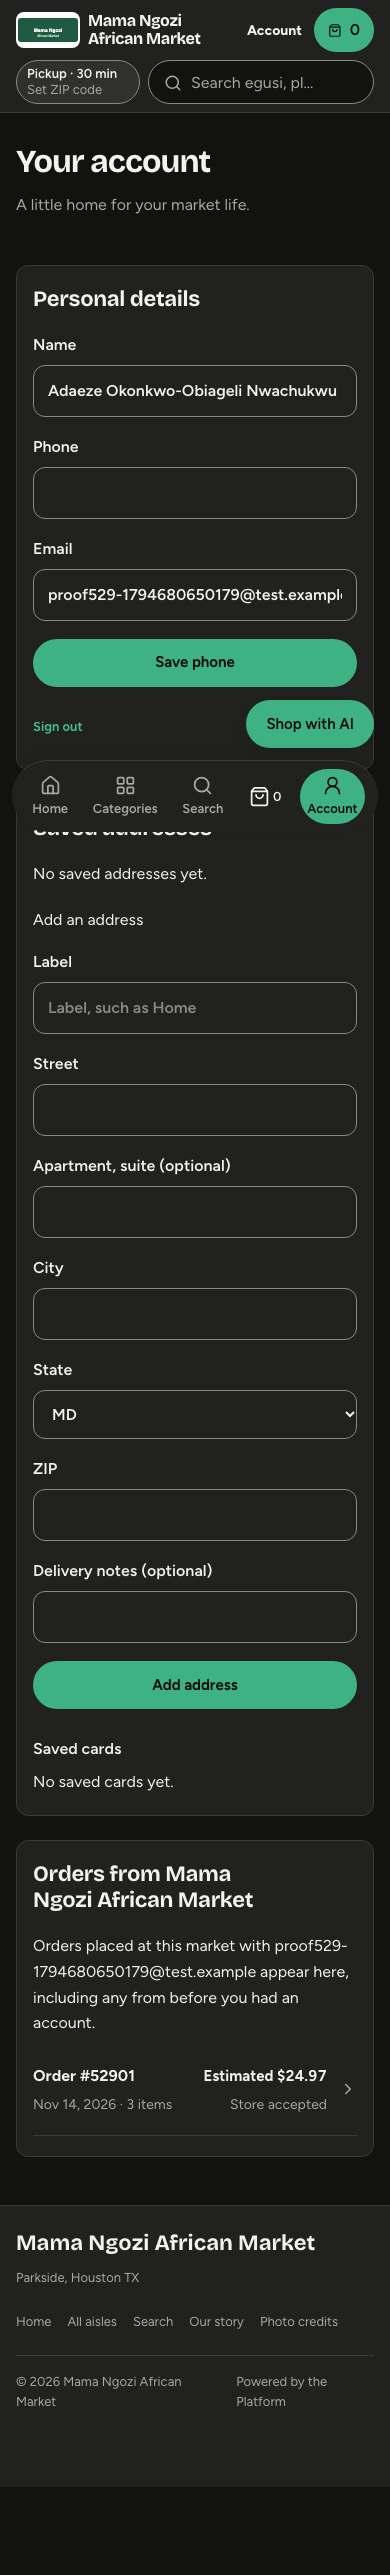 Mama Ngozi
African Market
Mama Ngozi
African Market
Account
0
Pickup · 30 min
Set ZIP code
Search egusi, pl...
Your account
A little home for your market life.
Personal details
Name
Adaeze Okonkwo-Obiageli Nwachukwu
Phone
Email
proof529-1794680650179@test.example
Save phone
Sign out
Shop with AI
Home
Categories
Search
0
Account
Saved addresses
No saved addresses yet.
Add an address
Label
Label, such as Home
Street
Apartment, suite (optional)
City
State
MD
ZIP
Delivery notes (optional)
Add address
Saved cards
No saved cards yet.
Orders from Mama
Ngozi African Market
Orders placed at this market with proof529-
1794680650179@test.example appear here,
including any from before you had an
account.
Order #52901
Estimated $24.97
Nov 14, 2026 · 3 items
Store accepted
Mama Ngozi African Market
Parkside, Houston TX
Home
All aisles
Search
Our story
Photo credits
© 2026 Mama Ngozi African
Market
Powered by the
Platform